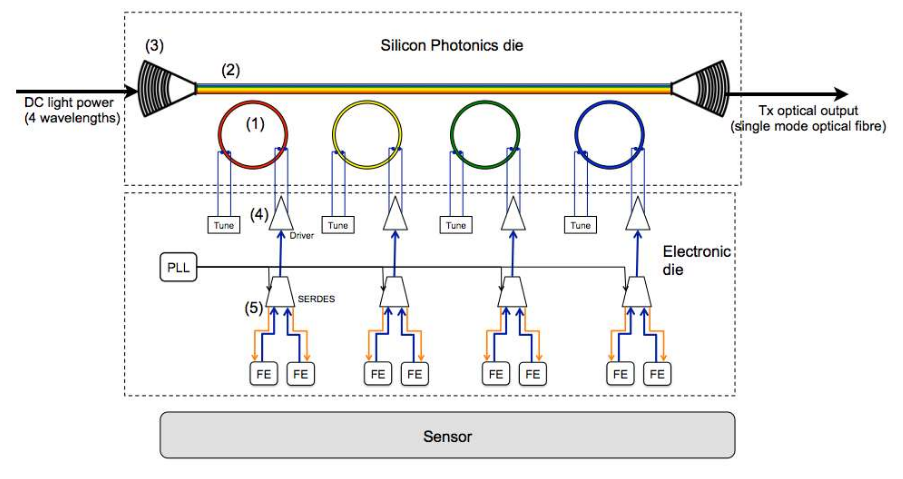 Silicon Photonics die
(3)
(2)
DC light power
(4 wavelengths)
Tx optical output
(single mode optical fibre)
(1)
Tune
(4)
Driver
Tune
Tune
Tune
Electronic
die
PLL
SERDES
(5)
FE
FE
FE
FE
FE
FE
FE
FE
Sensor